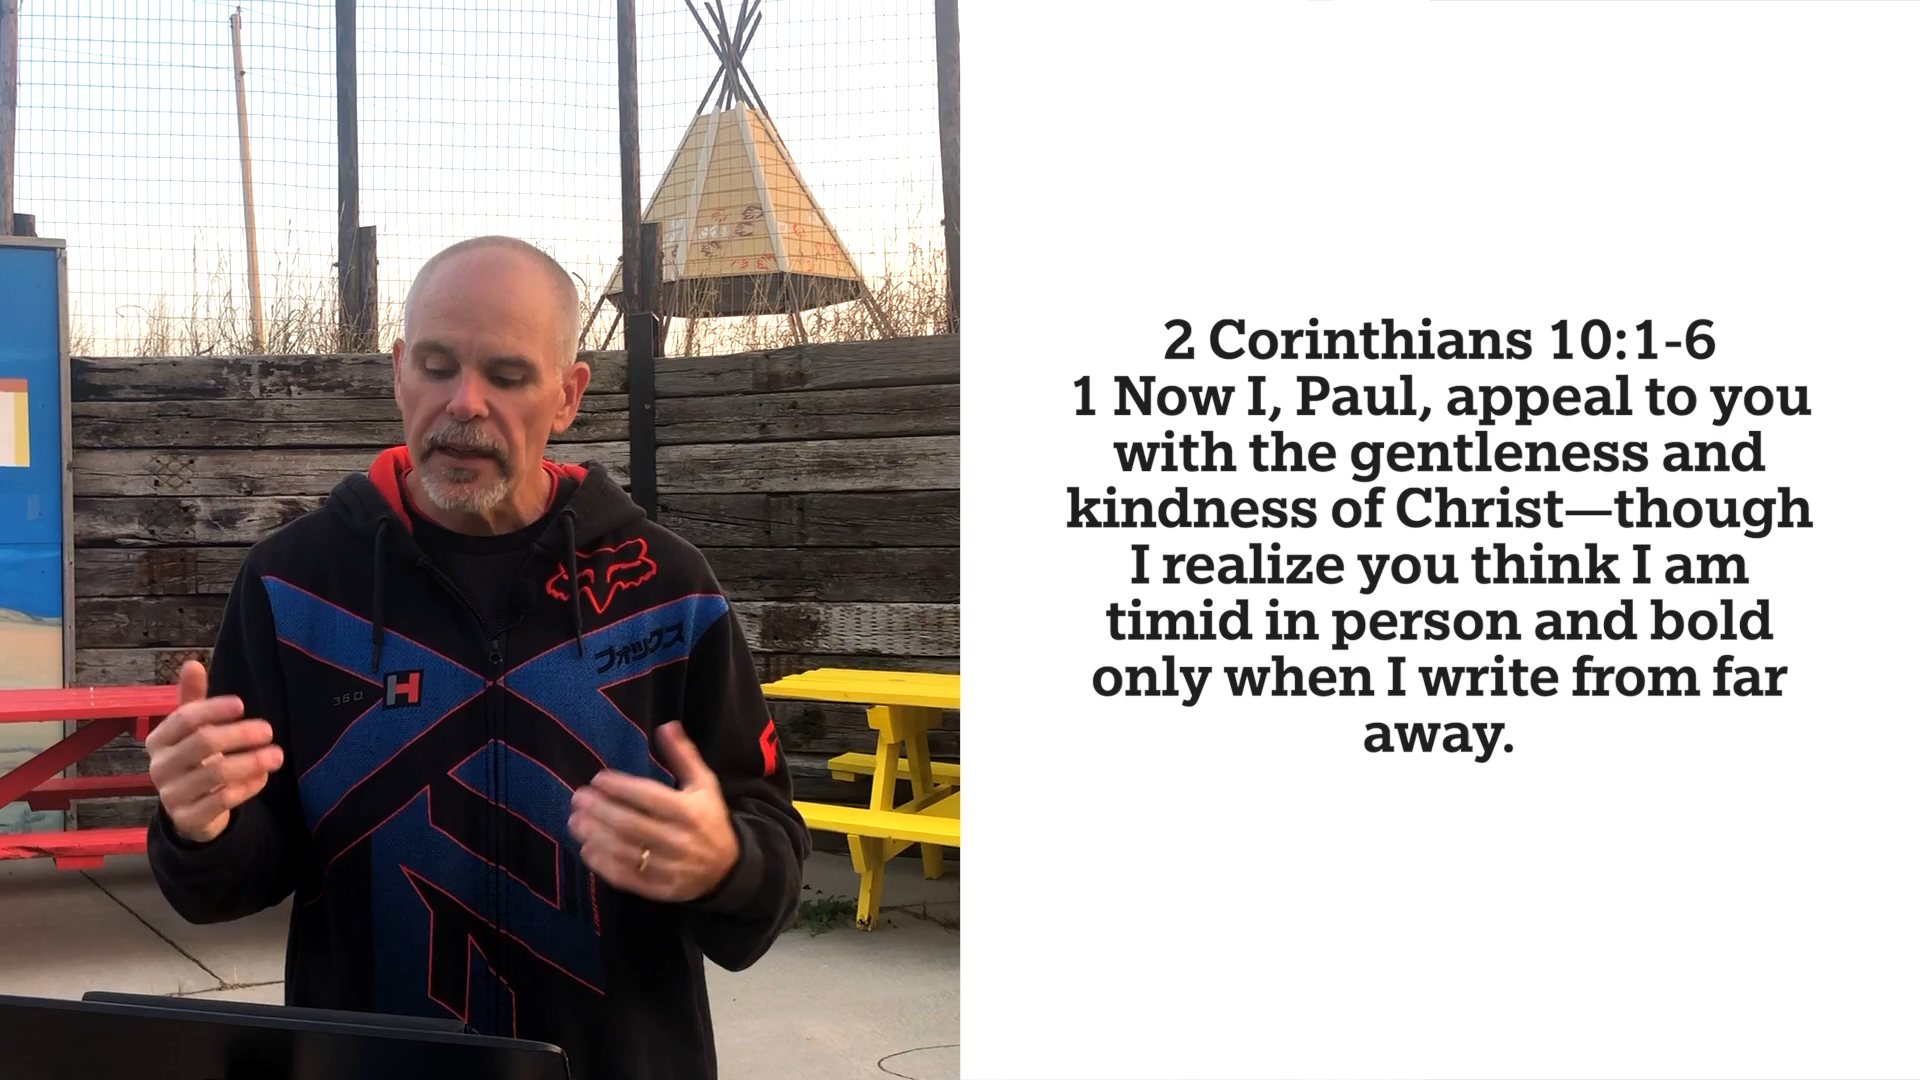 2 Corinthians 10:1-6
1 Now I, Paul, appeal to you
with the gentleness and
kindness of Christ—though
I realize you think I am
timid in person and bold
only when I write from far
away.
フォックス
360
H
LIMITED